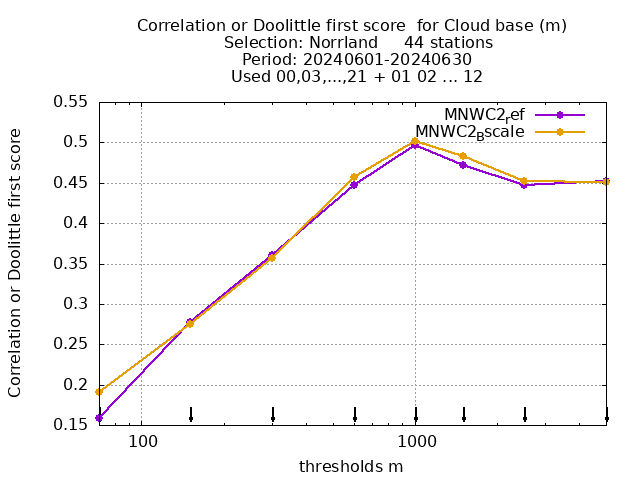 Correlation or Doolittle first score  for Cloud base (m)
Selection: Norrland     44 stations
Period: 20240601-20240630
Used 00,03,...,21 + 01 02 ... 12
MNWC2ref
MNWC2Bscale
Correlation or Doolittle first score
0.55
0.5
0.45
0.4
0.35
0.3
0.25
0.2
0.15
100
1000
thresholds m